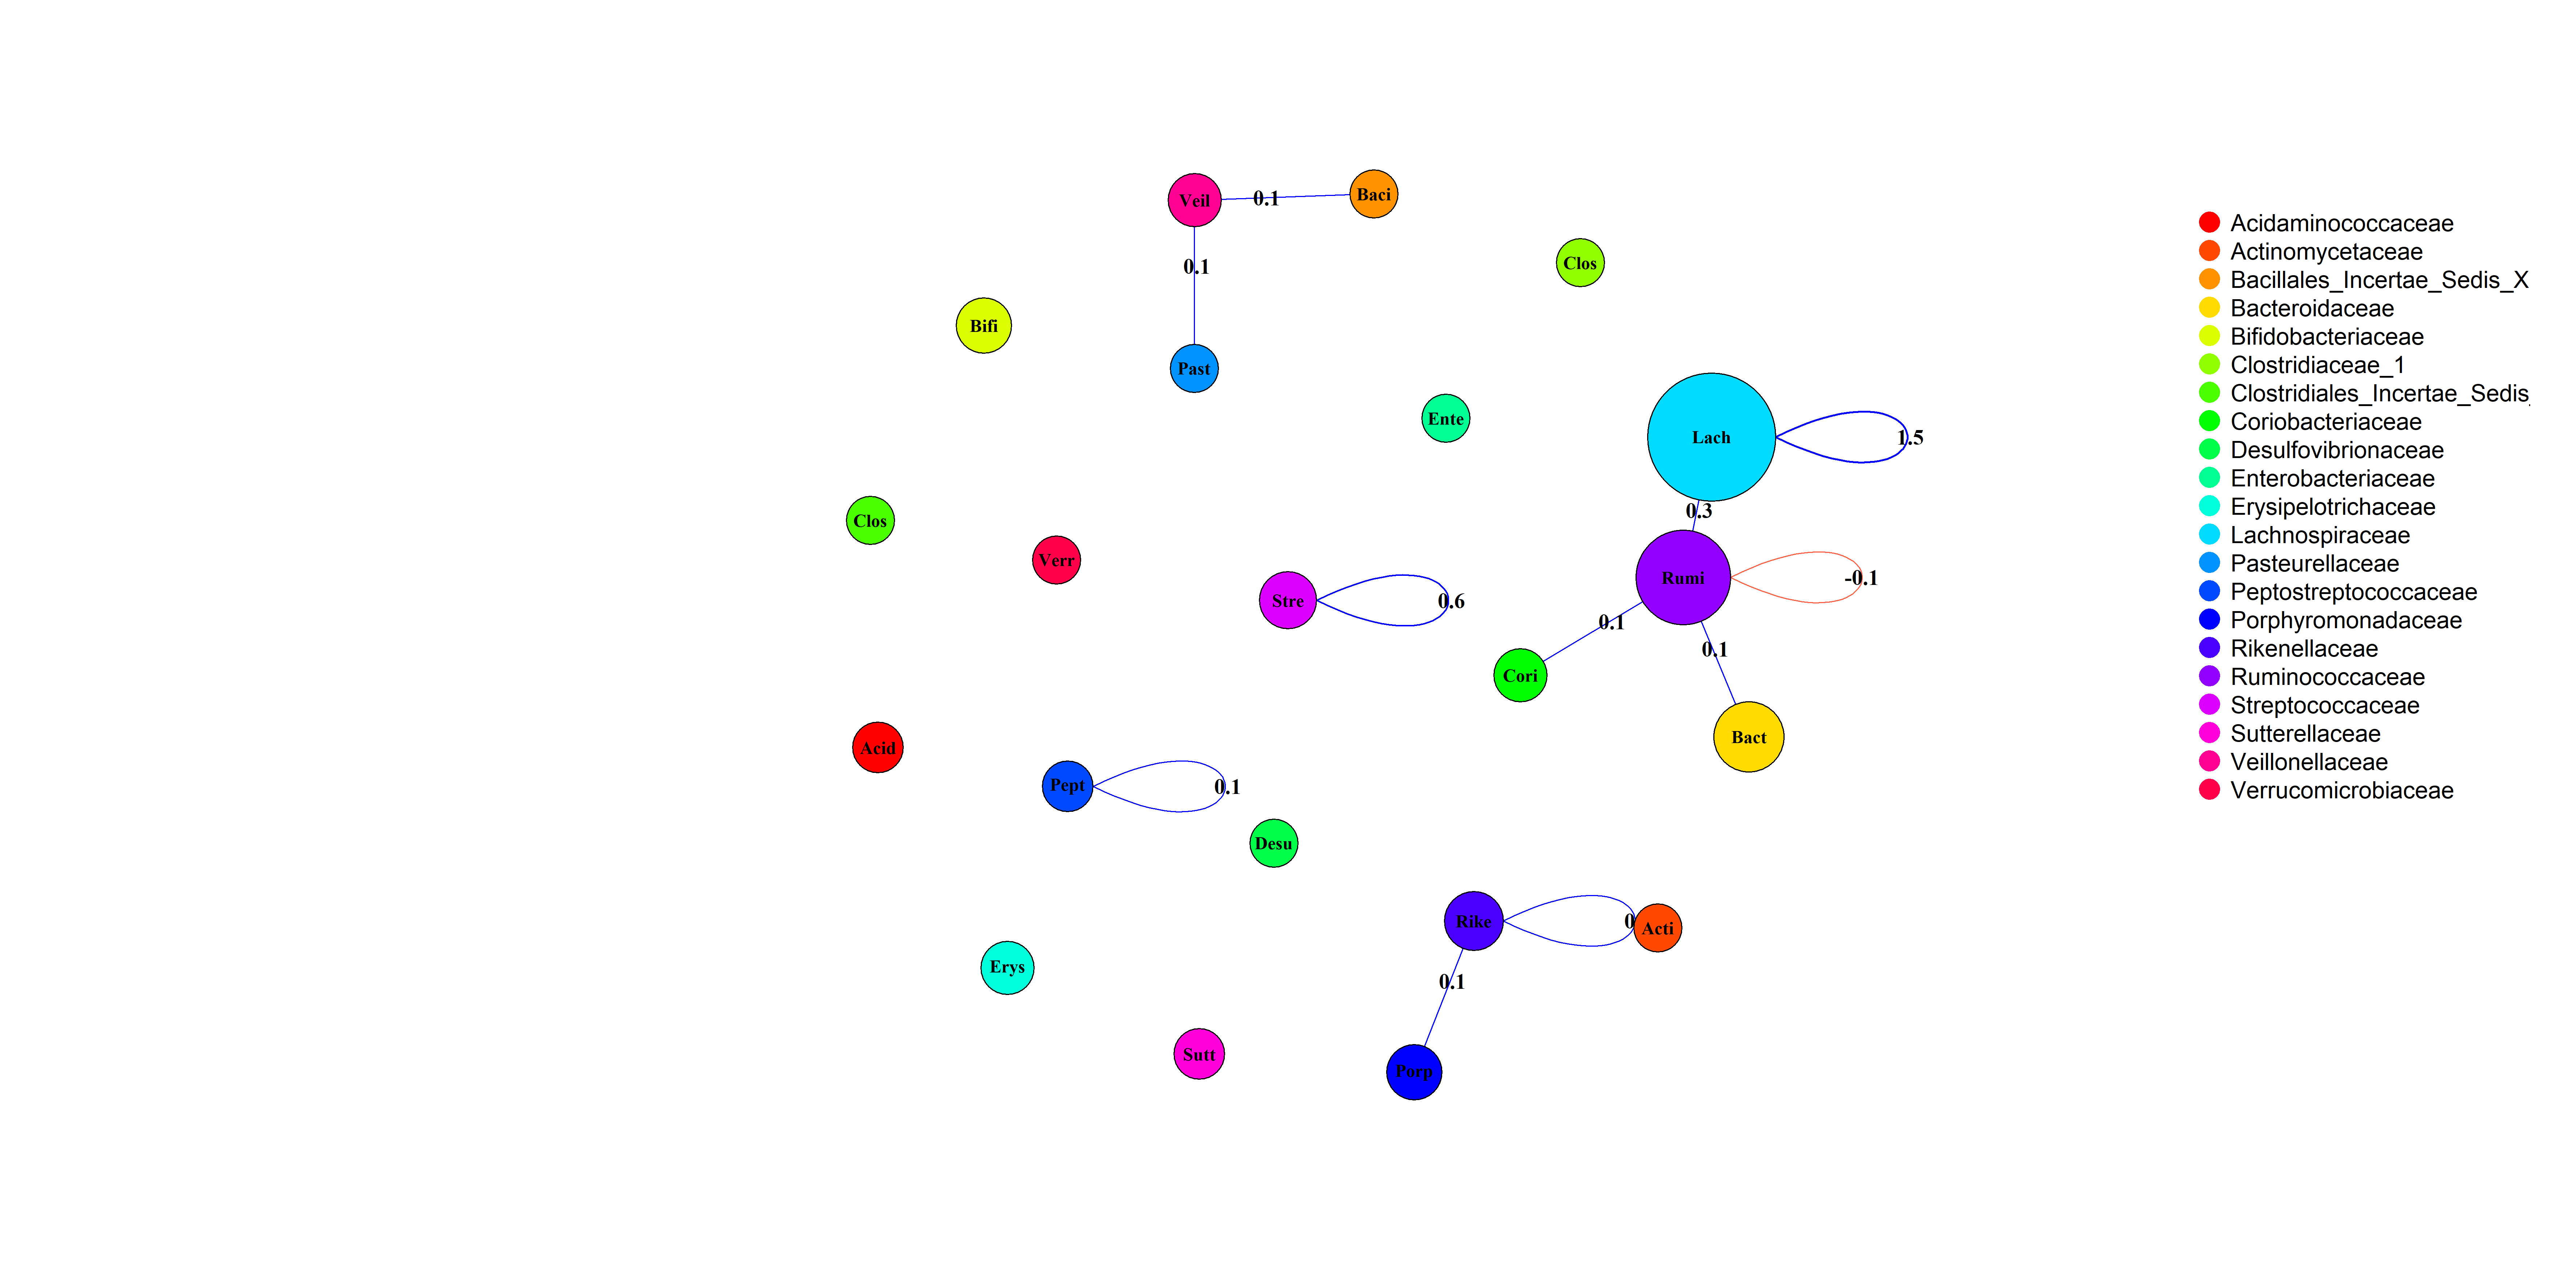 Veil
0.1
Baci
Clos
0.1
Bifi
Past
Ente
Lach
1.5
0.3
Clos
Verr
Stre
0.6
Rumi
-0.1
0.1
0.1
Cori
Bact
Acid
Pept
0.1
Desu
Rike
0
Acti
Erys
0.1
Sutt
Porp
Acidaminococcaceae
Actinomycetaceae
Bacillales_Incertae_Sedis_X
Bacteroidaceae
Bifidobacteriaceae
Clostridiaceae_1
Clostridiales_Incertae_Sedis_
Coriobacteriaceae
Desulfovibrionaceae
Enterobacteriaceae
Erysipelotrichaceae
Lachnospiraceae
Pasteurellaceae
Peptostreptococcaceae
Porphyromonadaceae
Rikenellaceae
Ruminococcaceae
Streptococcaceae
Sutterellaceae
Veillonellaceae
Verrucomicrobiaceae